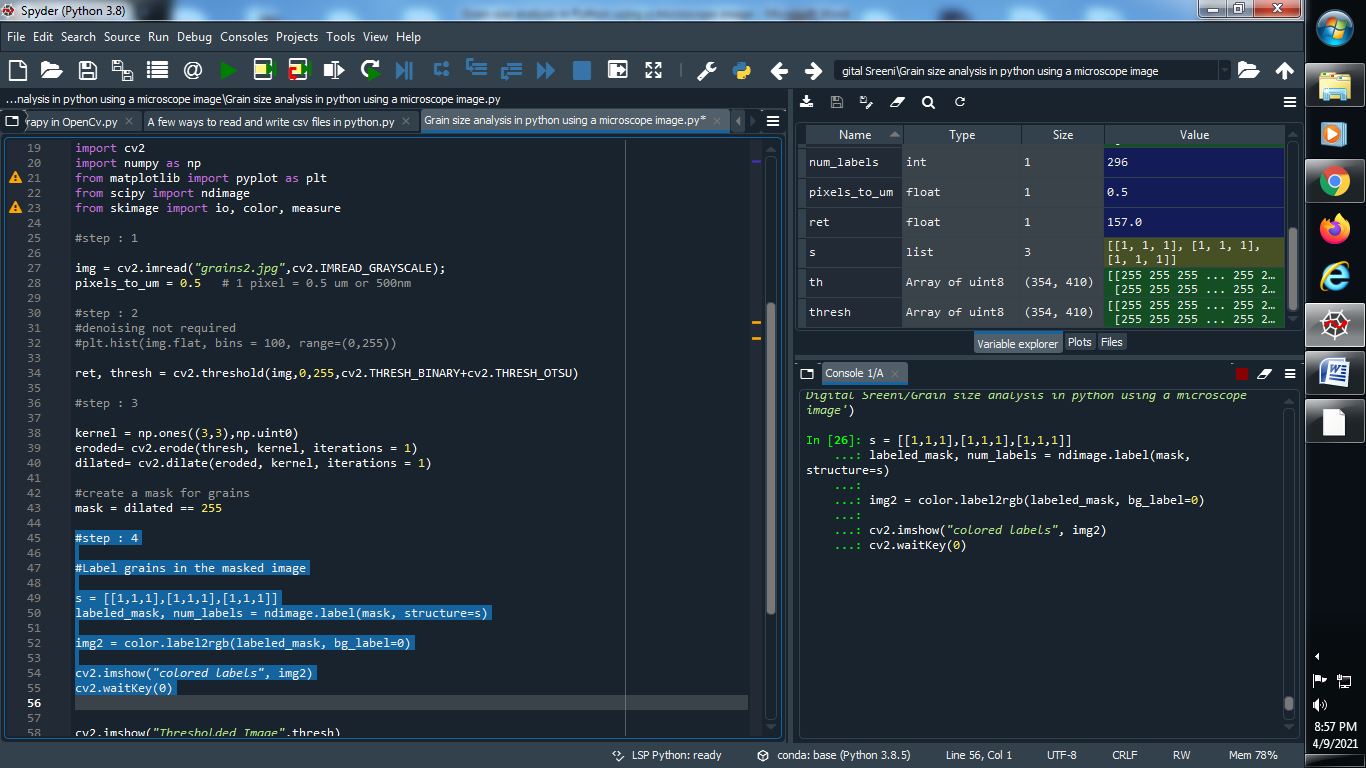 Spyder (Python 3.8)
File Edit Search Source Run Debug Consoles Projects Tools View Help
gital Sreeni\Grain size analysis in python using a microscope image
...nalysis in python using a microscope image\Grain size analysis in python using a microscope image.py
rapy in OpenCv.py
A few ways to read and write csv files in python.py
Grain size analysis in python using a microscope image.py*
19 import cv2
20 import numpy as np
21 from matplotlib import pyplot as plt
22 from scipy import ndimage
23 from skimage import io, color, measure
24
25 #step : 1
26
27 img = cv2.imread("grains2.jpg",cv2.IMREAD_GRAYSCALE);
28 pixels_to_um = 0.5   # 1 pixel = 0.5 um or 500nm
29
30 #step : 2
31 #denoising not required
32 #plt.hist(img.flat, bins = 100, range=(0,255))
33
34 ret, thresh = cv2.threshold(img,0,255,cv2.THRESH_BINARY+cv2.THRESH_OTSU)
35
36 #step : 3
37
38 kernel = np.ones((3,3),np.uint0)
39 eroded= cv2.erode(thresh, kernel, iterations = 1)
40 dilated= cv2.dilate(eroded, kernel, iterations = 1)
41
42 #create a mask for grains
43 mask = dilated == 255
44
45 #step : 4
46
47 #Label grains in the masked image
48
49 s = [[1,1,1],[1,1,1],[1,1,1]]
50 labeled_mask, num_labels = ndimage.label(mask, structure=s)
51
52 img2 = color.label2rgb(labeled_mask, bg_label=0)
53
54 cv2.imshow("colored labels", img2)
55 cv2.waitKey(0)
56
57
58 cv2.imshow("Thresholded Image",thresh)
Name Type Size Value
num_labels int 1 296
pixels_to_um float 1 0.5
ret float 1 157.0
s list 3 [[1, 1, 1], [1, 1, 1],
[1, 1, 1]]
th Array of uint8 (354, 410) [[255 255 255 ... 255 2…
[255 255 255 ... 255 2…
thresh Array of uint8 (354, 410) [[255 255 255 ... 255 2…
[255 255 255 ... 255 2…
Variable explorer Plots Files
Console 1/A
Digital Sreeni/Grain size analysis in python using a microscope
image')
In [26]: s = [[1,1,1],[1,1,1],[1,1,1]]
...: labeled_mask, num_labels = ndimage.label(mask,
structure=s)
...:
...: img2 = color.label2rgb(labeled_mask, bg_label=0)
...:
...: cv2.imshow("colored labels", img2)
...: cv2.waitKey(0)
LSP Python: ready conda: base (Python 3.8.5) Line 56, Col 1 UTF-8 CRLF RW Mem 78%
8:57 PM
4/9/2021